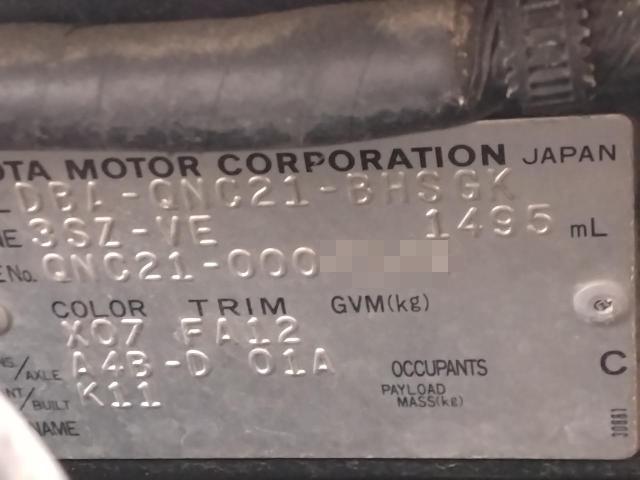 OTA MOTOR CORPORATION JAPAN
L DBA-QNC21-BHSGK
NE 3SZ-VE 1495 mL
E No. QNC21-000
COLOR TRIM GVM(kg)
X07 FA12
NS/AXLE A4B-D 01A OCCUPANTS C
NT/BUILT K11 PAYLOAD MASS(kg)
NAME
30881